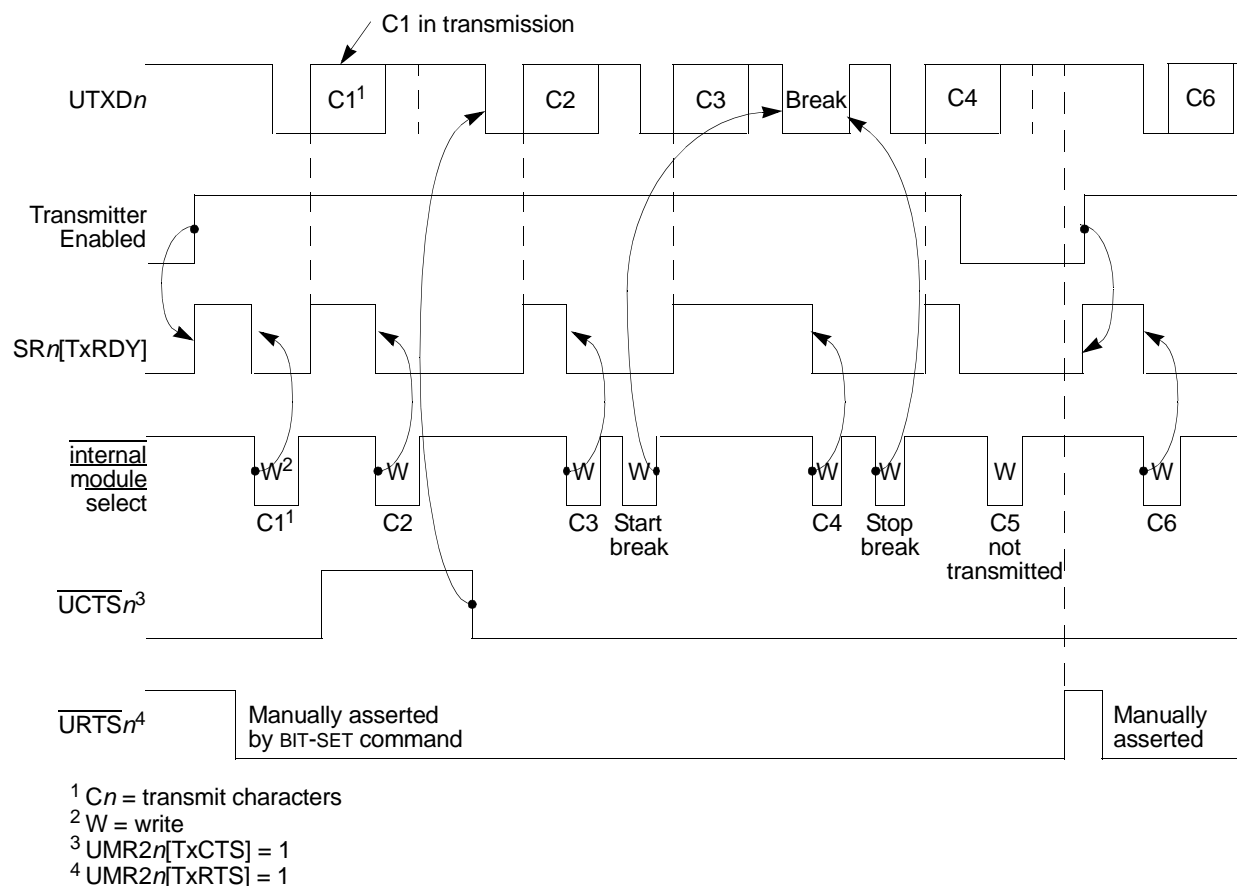 C1 in transmission
UTXDn
C1¹
C2
C3
Break
C4
C6
Transmitter
Enabled
SRn[TxRDY]
internal
module
select
W²
W
W
W
W
W
W
W
C1¹
C2
C3
Start
break
C4
Stop
break
C5
not
transmitted
C6
UCTSn³
URTSn⁴
Manually asserted
by BIT-SET command
Manually
asserted
¹ Cn = transmit characters
² W = write
³ UMR2n[TxCTS] = 1
⁴ UMR2n[TxRTS] = 1